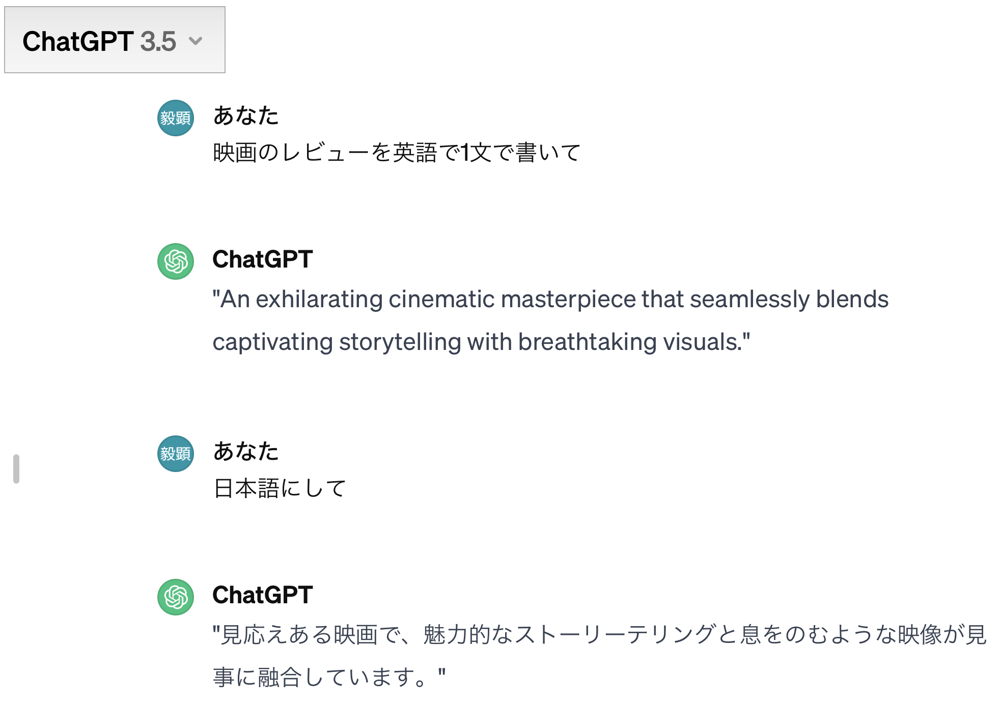 ChatGPT 3.5
毅顕
あなた
映画のレビューを英語で1文で書いて
ChatGPT
"An exhilarating cinematic masterpiece that seamlessly blends
captivating storytelling with breathtaking visuals."
毅顕
あなた
日本語にして
ChatGPT
"見応えある映画で、魅力的なストーリーテリングと息をのむような映像が見
事に融合しています。"